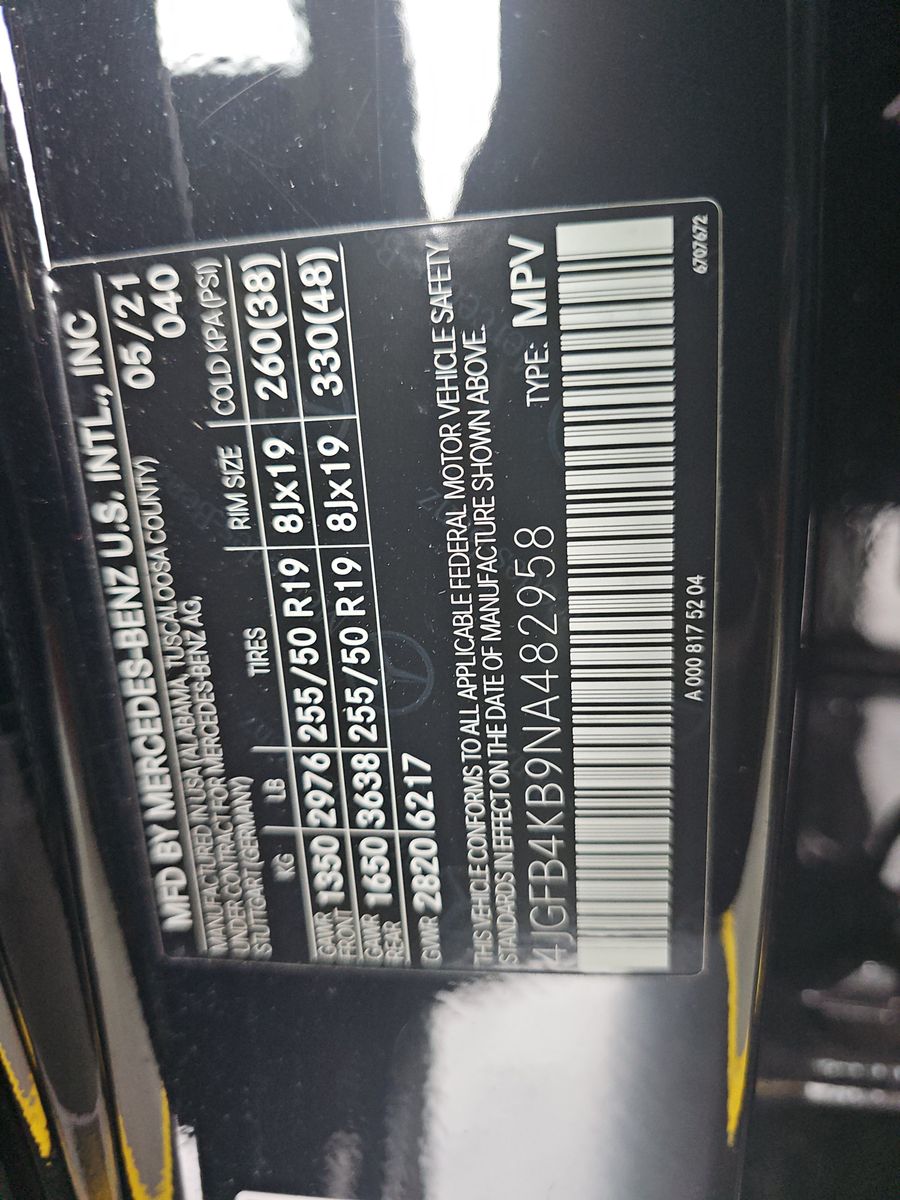 MFD BY MERCEDES-BENZ U.S. INTL., INC
MANUFACTURED IN USA (ALABAMA, TUSCALOOSA COUNTY) 05/21
UNDER CONTRACT FOR MERCEDES-BENZ AG, 040
STUTTGART (GERMANY)
KG LB TIRES RIM SIZE COLD KPA (PSI)
GAWR FRONT 1350 2976 255/50 R19 8Jx19 260(38)
GAWR REAR 1650 3638 255/50 R19 8Jx19 330(48)
GVWR 2820 6217
THIS VEHICLE CONFORMS TO ALL APPLICABLE FEDERAL MOTOR VEHICLE SAFETY
STANDARDS IN EFFECT ON THE DATE OF MANUFACTURE SHOWN ABOVE.
4JGFB4KB9NA482958 TYPE: MPV
A 000 817 52 04
6707672